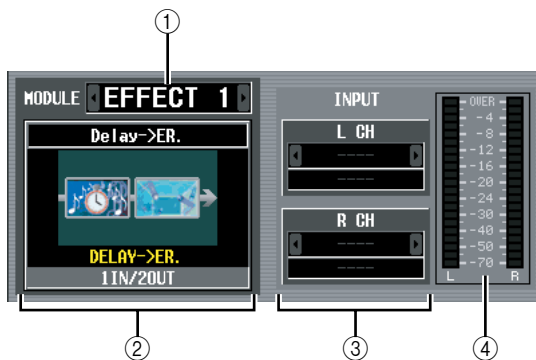 ①
MODULE EFFECT 1
Delay->ER.
DELAY->ER.
1IN/2OUT
②
INPUT
L CH
----
----
R CH
----
----
③
OVER
-4
-8
-12
-16
-20
-24
-30
-40
-50
-70
L R
④